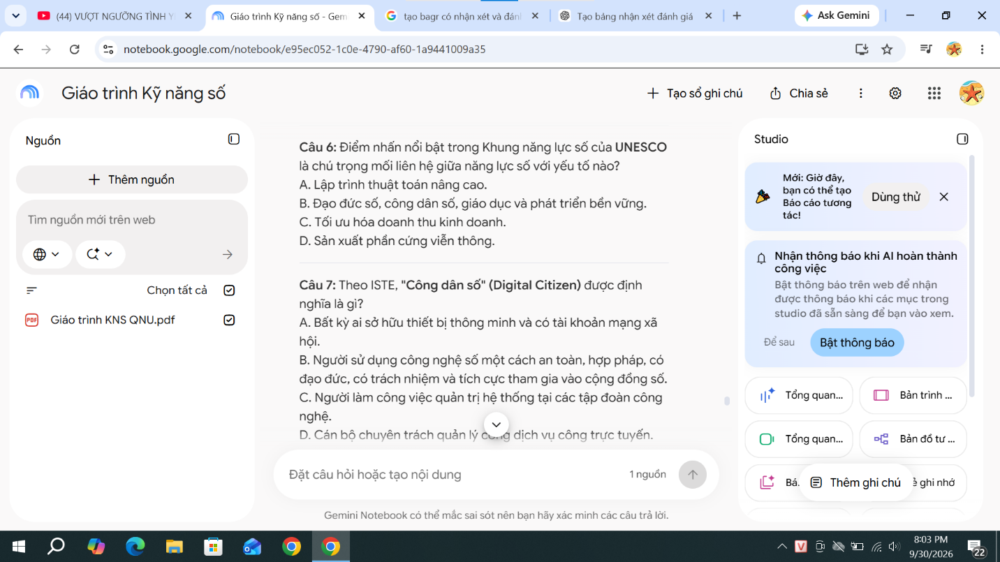 (44) VƯỢT NGƯỠNG TÌNH Y
Giáo trình Kỹ năng số - Gem
tạo bagr có nhận xét và đán
Tạo bảng nhận xét đánh giá
Ask Gemini
notebook.google.com/notebook/e95ec052-1c0e-4790-af60-1a9441009a35
Giáo trình Kỹ năng số
Tạo sổ ghi chú
Chia sẻ
Nguồn
Thêm nguồn
Tìm nguồn mới trên web
Chọn tất cả
PDF
Giáo trình KNS QNU.pdf
Câu 6: Điểm nhấn nổi bật trong Khung năng lực số của UNESCO
là chú trọng mối liên hệ giữa năng lực số với yếu tố nào?
A. Lập trình thuật toán nâng cao.
B. Đạo đức số, công dân số, giáo dục và phát triển bền vững.
C. Tối ưu hóa doanh thu kinh doanh.
D. Sản xuất phần cứng viễn thông.
Câu 7: Theo ISTE, "Công dân số" (Digital Citizen) được định
nghĩa là gì?
A. Bất kỳ ai sở hữu thiết bị thông minh và có tài khoản mạng xã
hội.
B. Người sử dụng công nghệ số một cách an toàn, hợp pháp, có
đạo đức, có trách nhiệm và tích cực tham gia vào cộng đồng số.
C. Người làm công việc quản trị hệ thống tại các tập đoàn công
nghệ.
D. Cán bộ chuyên trách quản lý cổng dịch vụ công trực tuyến.
Đặt câu hỏi hoặc tạo nội dung
1 nguồn
Gemini Notebook có thể mắc sai sót nên bạn hãy xác minh các câu trả lời.
Studio
Mới: Giờ đây,
bạn có thể tạo
Báo cáo tương
tác!
Dùng thử
Nhận thông báo khi AI hoàn thành
công việc
Bật thông báo trên web để nhận
được thông báo khi các mục trong
studio đã sẵn sàng để bạn vào xem.
Để sau
Bật thông báo
Tổng quan...
Bản trình ...
Tổng quan...
Bản đồ tư ...
Bá.
Thêm ghi chú
ẻ ghi nhớ
V
8:03 PM
9/30/2026
22